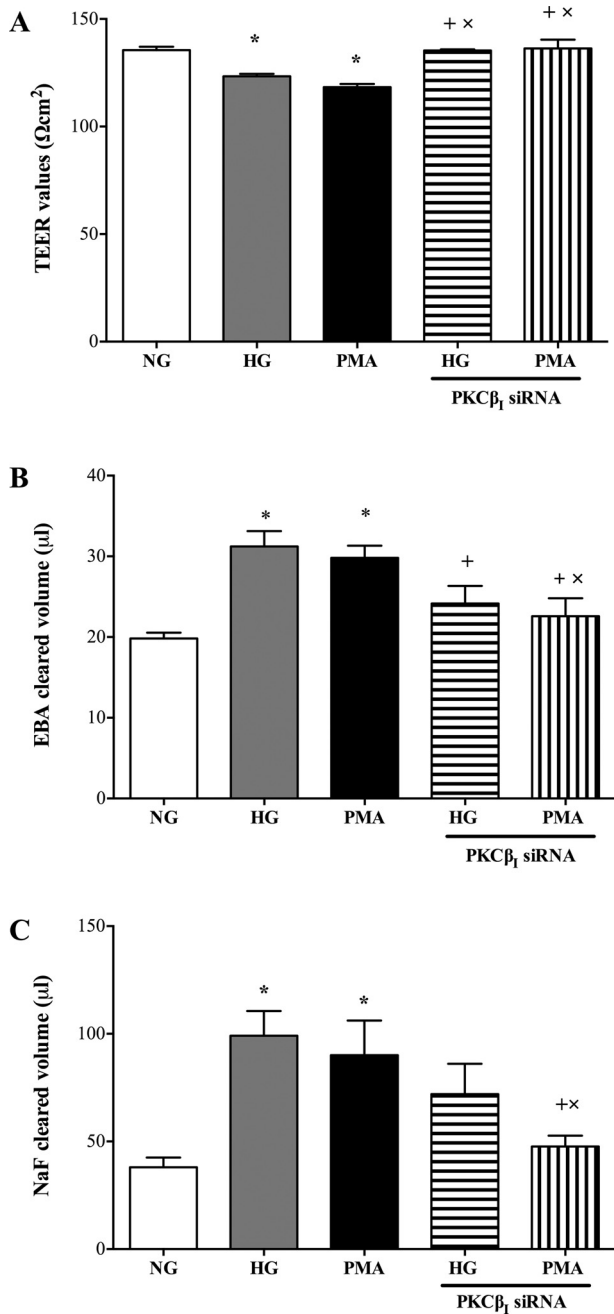 A
TEER values (Ωcm²)
150
100
50
0
*
*
+ ×
+ ×
NG HG PMA HG PMA
PKCβI siRNA
B
EBA cleared volume (µl)
40
30
20
10
0
*
*
+
+ ×
NG HG PMA HG PMA
PKCβI siRNA
C
NaF cleared volume (µl)
150
100
50
0
*
*
+×
NG HG PMA HG PMA
PKCβI siRNA